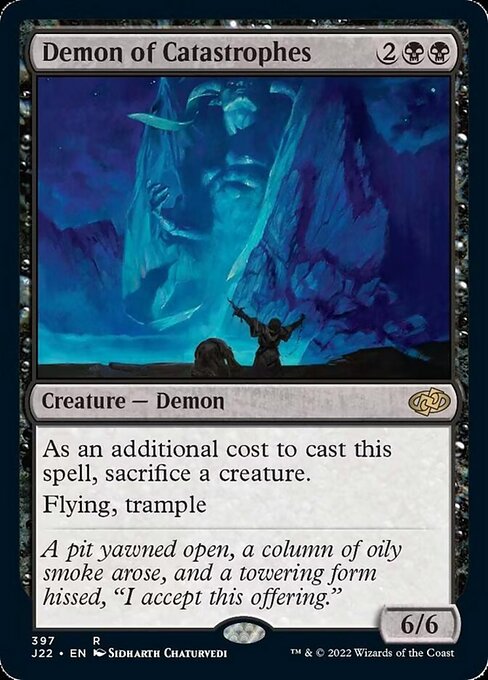 Demon of Catastrophes 2
Creature — Demon
As an additional cost to cast this
spell, sacrifice a creature.
Flying, trample
A pit yawned open, a column of oily
smoke arose, and a towering form
hissed, “I accept this offering.”
6/6
397 R
J22 • EN Sidharth Chaturvedi
™ & © 2022 Wizards of the Coast